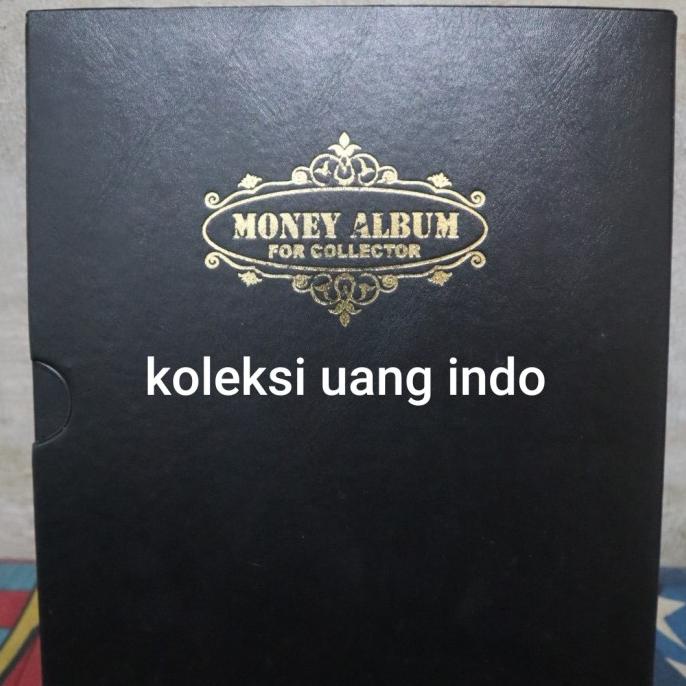 MONEY ALBUM
FOR COLLECTOR
koleksi uang indo